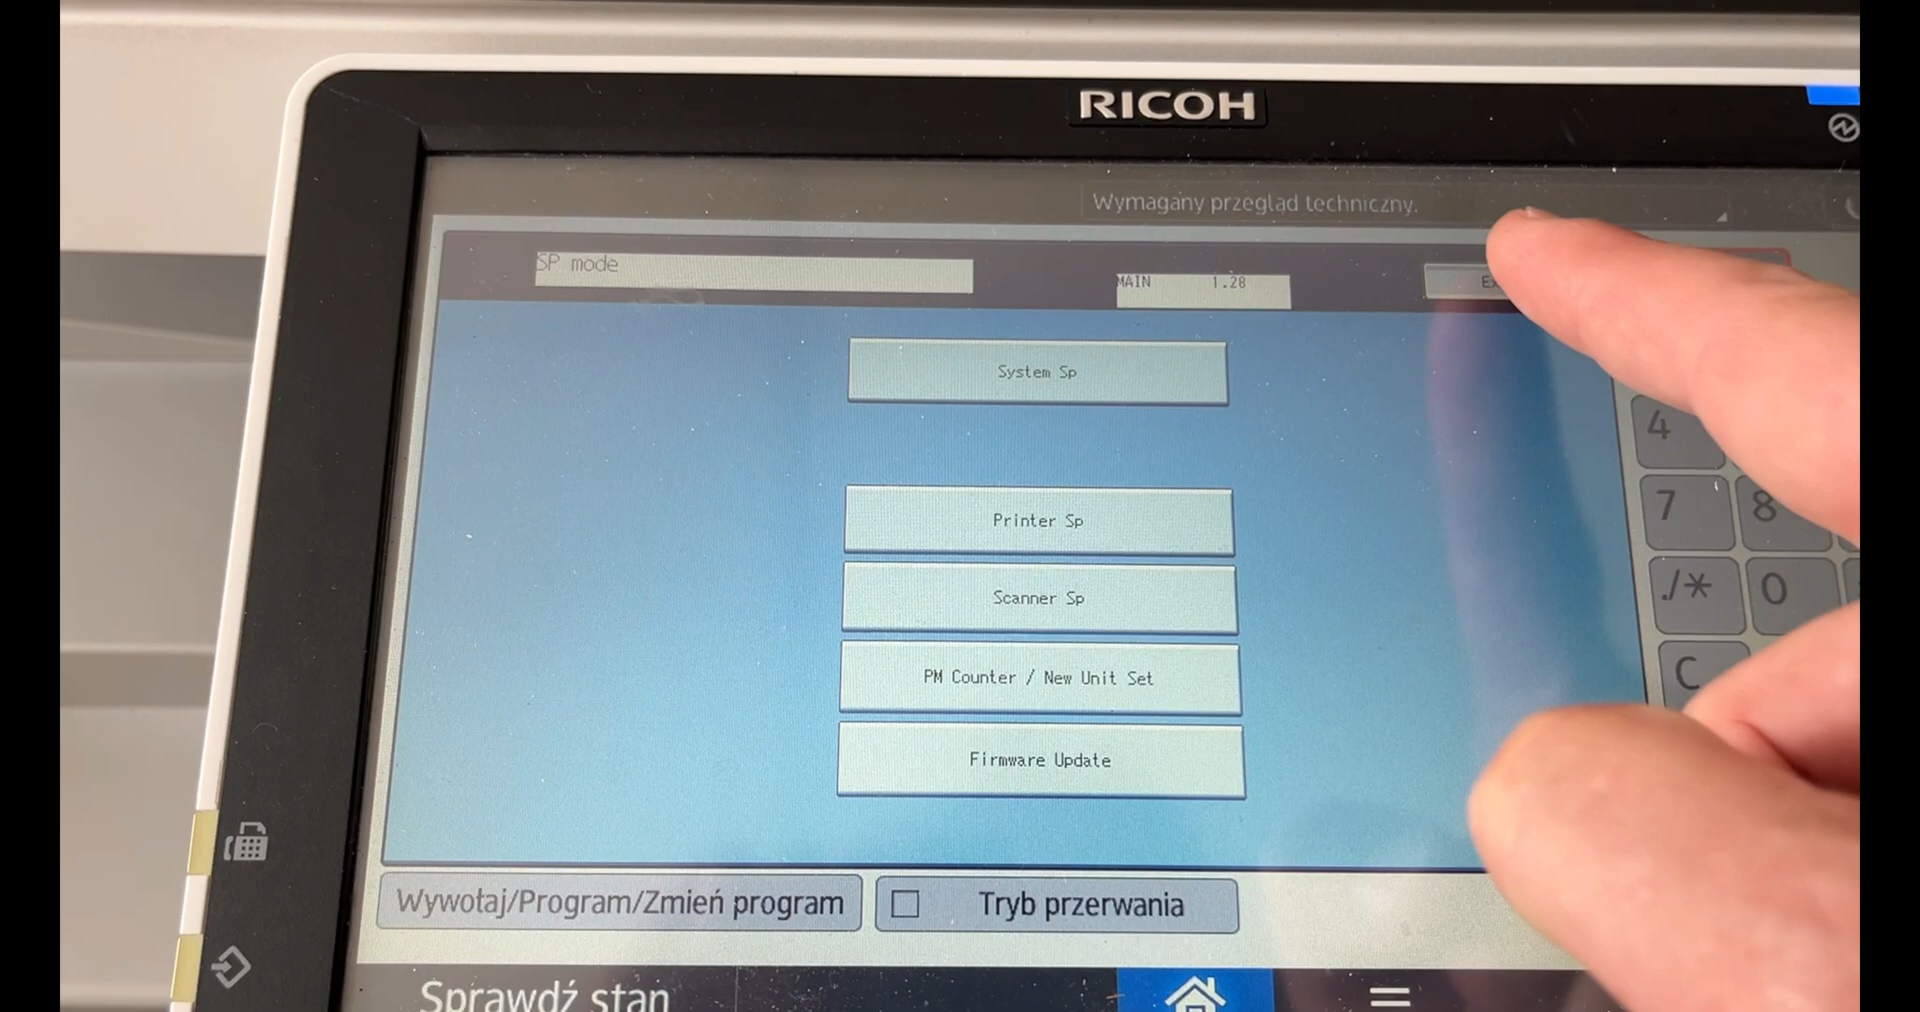 RICOH
Wymagany przegląd techniczny.
SP mode
MAIN 1.28
System Sp
Printer Sp
Scanner Sp
PM Counter / New Unit Set
Firmware Update
4
7 8
./* 0
C
Wywołaj/Program/Zmień program
Tryb przerwania
Sprawdź stan